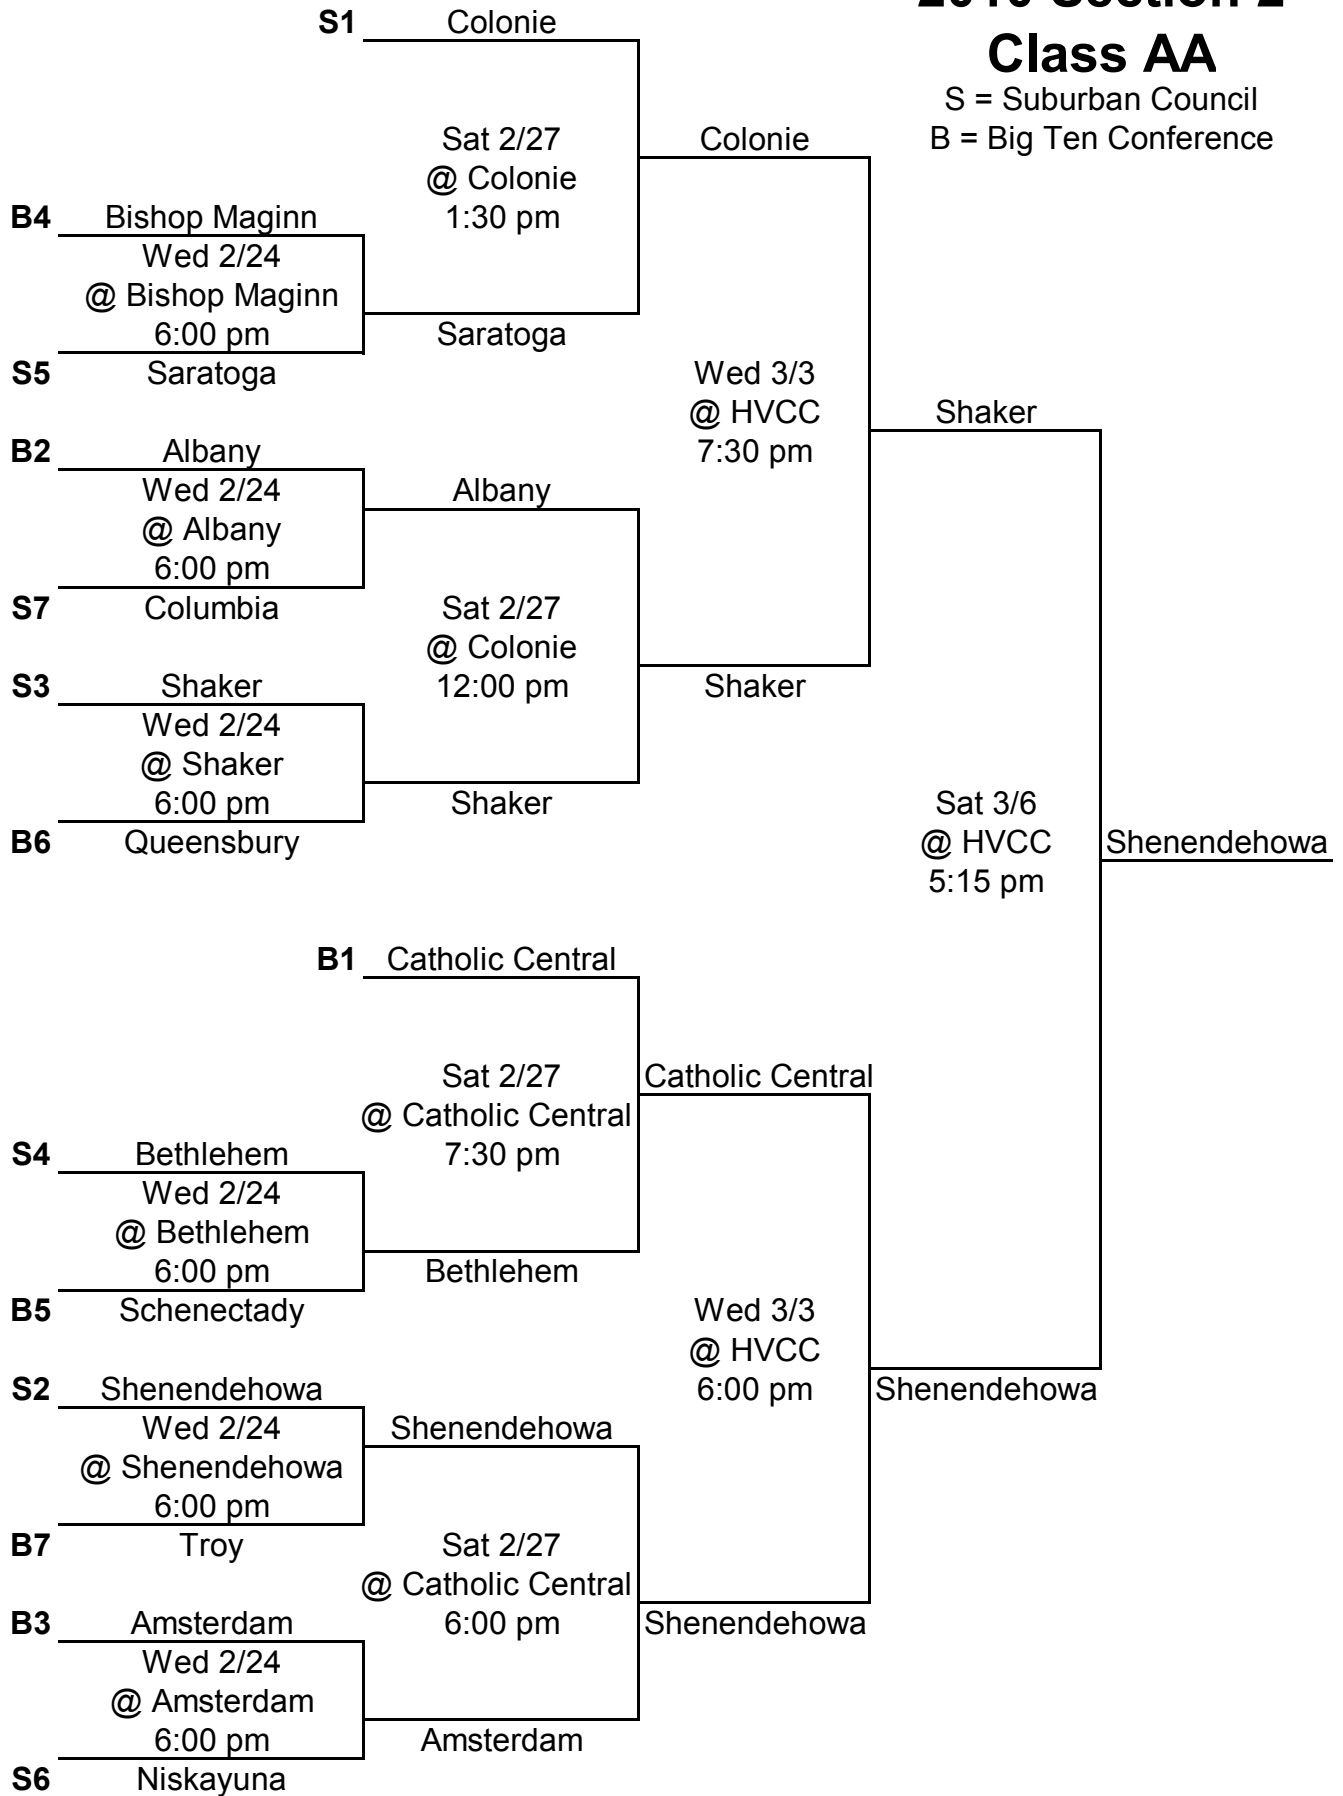 S1 Colonie
Class AA
S = Suburban Council
B = Big Ten Conference
Sat 2/27
@ Colonie
1:30 pm
Colonie
B4 Bishop Maginn
Wed 2/24
@ Bishop Maginn
6:00 pm
S5 Saratoga
Saratoga
Wed 3/3
@ HVCC
7:30 pm
Shaker
B2 Albany
Wed 2/24
@ Albany
6:00 pm
S7 Columbia
Albany
Sat 2/27
@ Colonie
12:00 pm
Shaker
S3 Shaker
Wed 2/24
@ Shaker
6:00 pm
B6 Queensbury
Shaker
Sat 3/6
@ HVCC
5:15 pm
Shenendehowa
B1 Catholic Central
Sat 2/27
@ Catholic Central
7:30 pm
Catholic Central
S4 Bethlehem
Wed 2/24
@ Bethlehem
6:00 pm
B5 Schenectady
Bethlehem
Wed 3/3
@ HVCC
6:00 pm
Shenendehowa
S2 Shenendehowa
Wed 2/24
@ Shenendehowa
6:00 pm
B7 Troy
Shenendehowa
Sat 2/27
@ Catholic Central
6:00 pm
Shenendehowa
B3 Amsterdam
Wed 2/24
@ Amsterdam
6:00 pm
S6 Niskayuna
Amsterdam